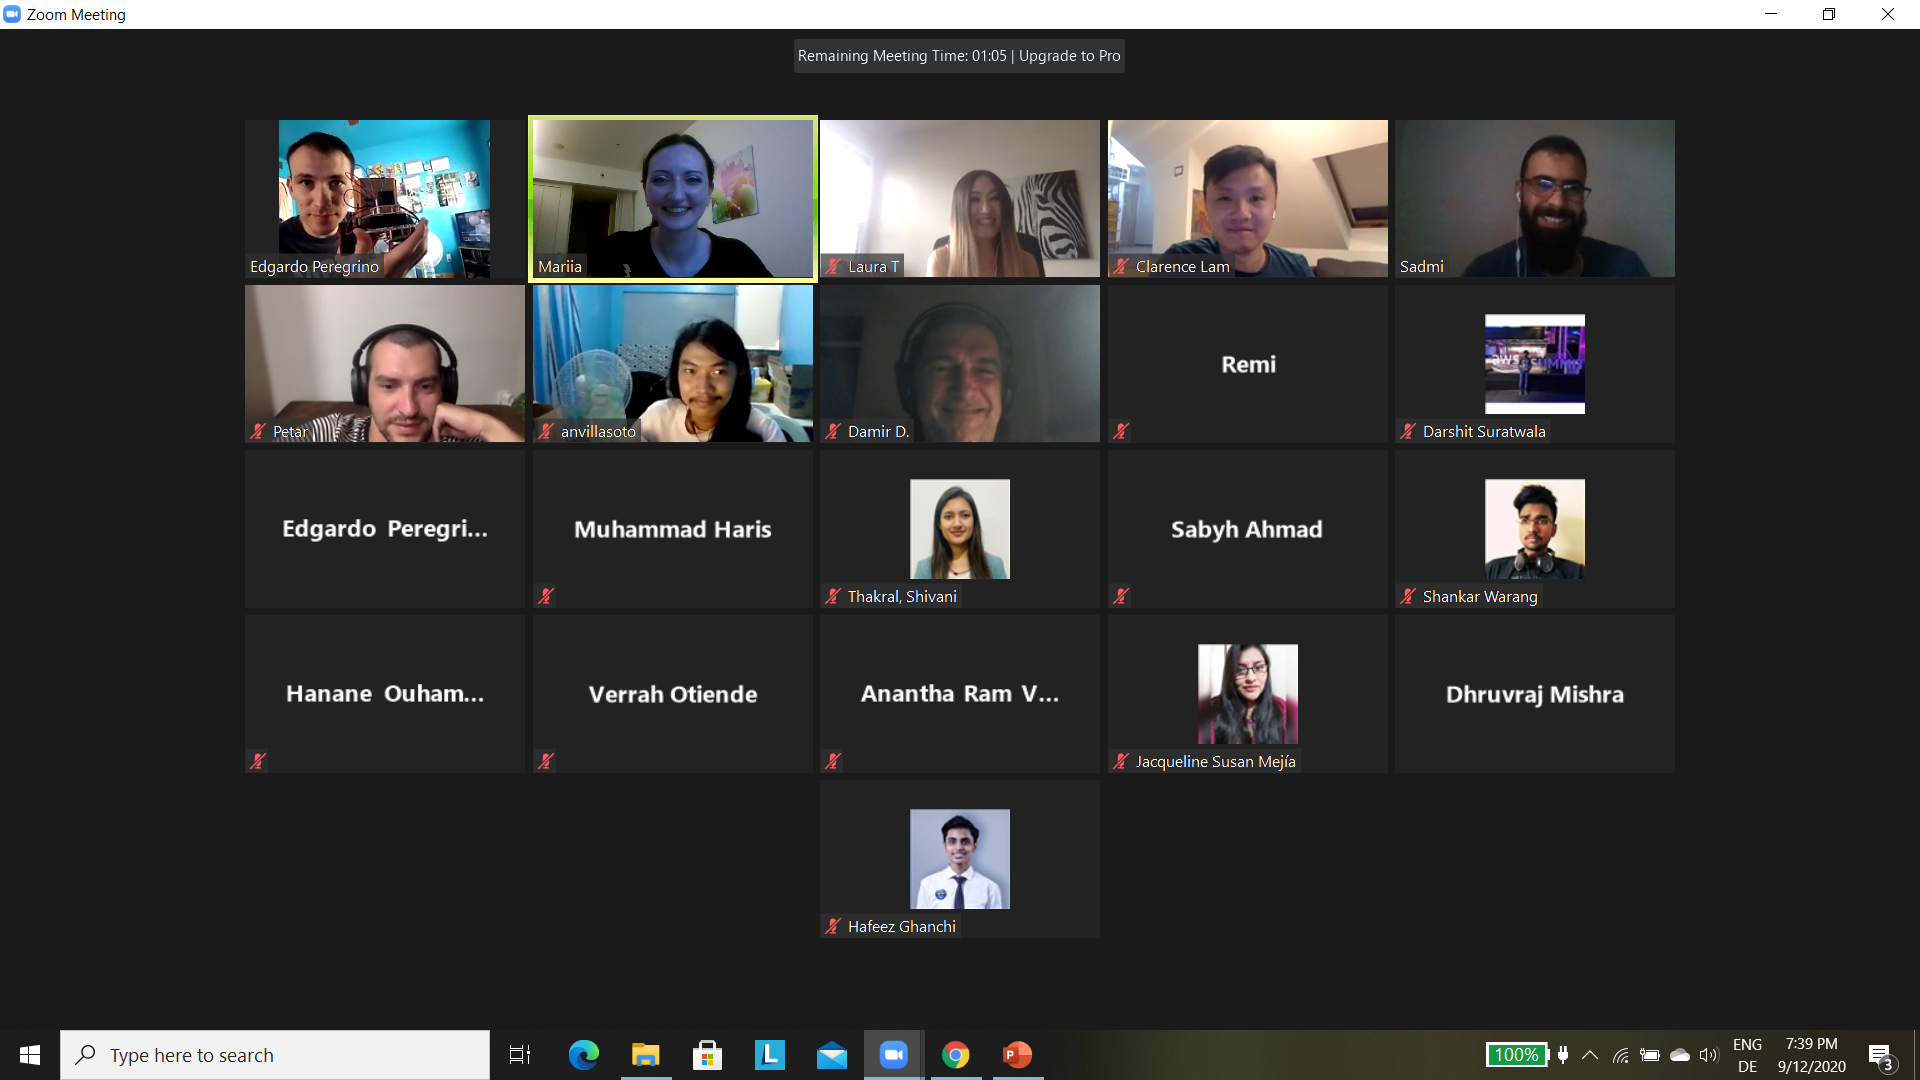 Zoom Meeting
Remaining Meeting Time: 01:05 | Upgrade to Pro
Edgardo Peregrino
Mariia
Laura T
Clarence Lam
Sadmi
Petar
anvillasoto
Damir D.
Remi
aws SUMMIT
Darshit Suratwala
Edgardo Peregri...
Muhammad Haris
Thakral, Shivani
Sabyh Ahmad
Shankar Warang
Hanane Ouham...
Verrah Otiende
Anantha Ram V...
Jacqueline Susan Mejía
Dhruvraj Mishra
Hafeez Ghanchi
Type here to search
L
P
100%
ENG
DE
7:39 PM
9/12/2020
3